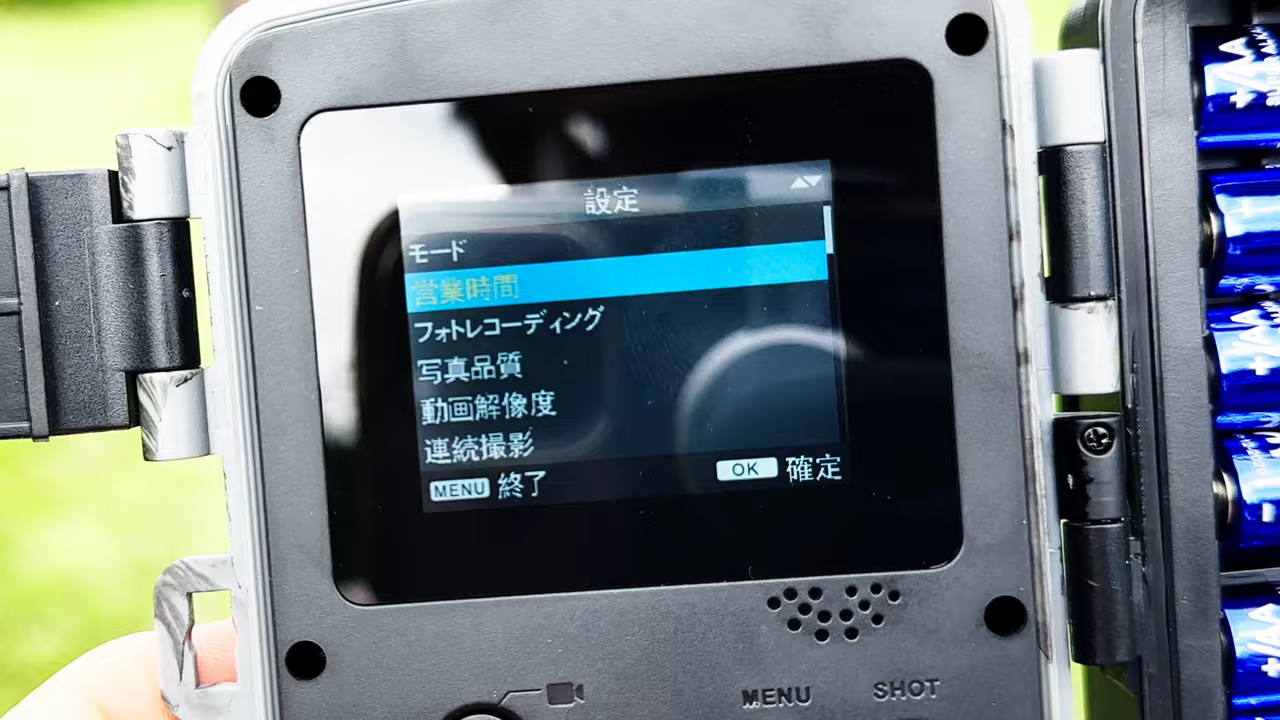 設定
モード
営業時間
フォトレコーディング
写真品質
動画解像度
連続撮影
MENU 終了
OK 確定
MENU
SHOT